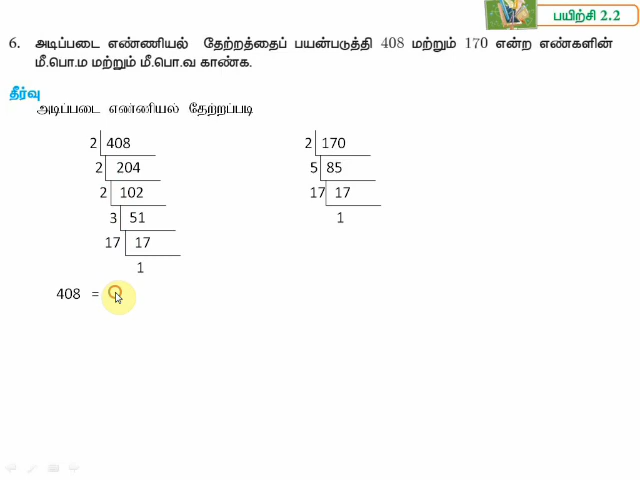 பயிற்சி 2.2
6. அடிப்படை எண்ணியல் தேற்றத்தைப் பயன்படுத்தி 408 மற்றும் 170 என்ற எண்களின்
மீ.பொ.ம மற்றும் மீ.பொ.வ காண்க.
தீர்வு
அடிப்படை எண்ணியல் தேற்றப்படி
2 408
2 204
2 102
3 51
17 17
1
2 170
5 85
17 17
1
408 =